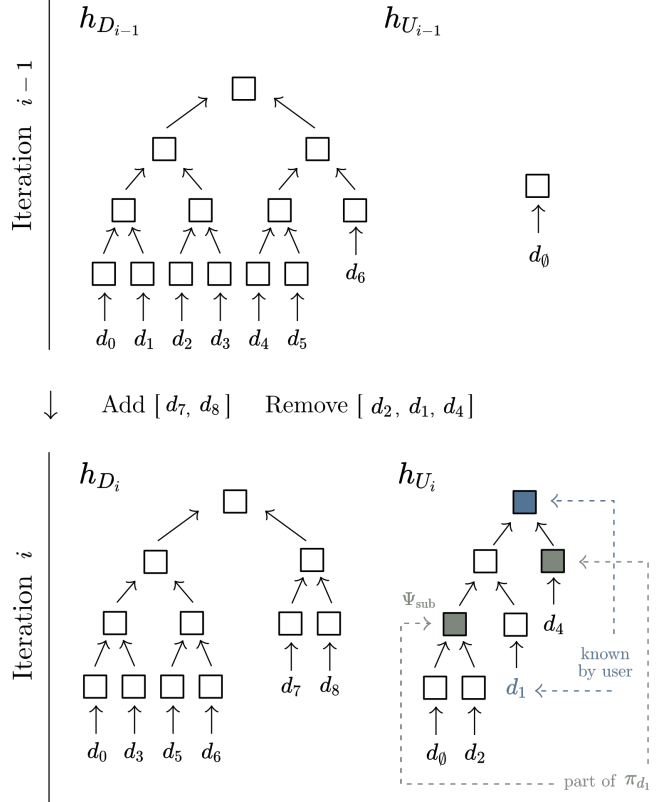 h_{D_{i-1}} h_{U_{i-1}}
Iteration i−1
d_6
d_∅
d_0 d_1 d_2 d_3 d_4 d_5
↓ Add [ d_7, d_8 ] Remove [ d_2, d_1, d_4 ]
h_{D_i} h_{U_i}
Iteration i
Ψ_sub
d_4
known
by user
d_7 d_8 d_1
d_0 d_3 d_5 d_6 d_∅ d_2
part of π_{d_1}